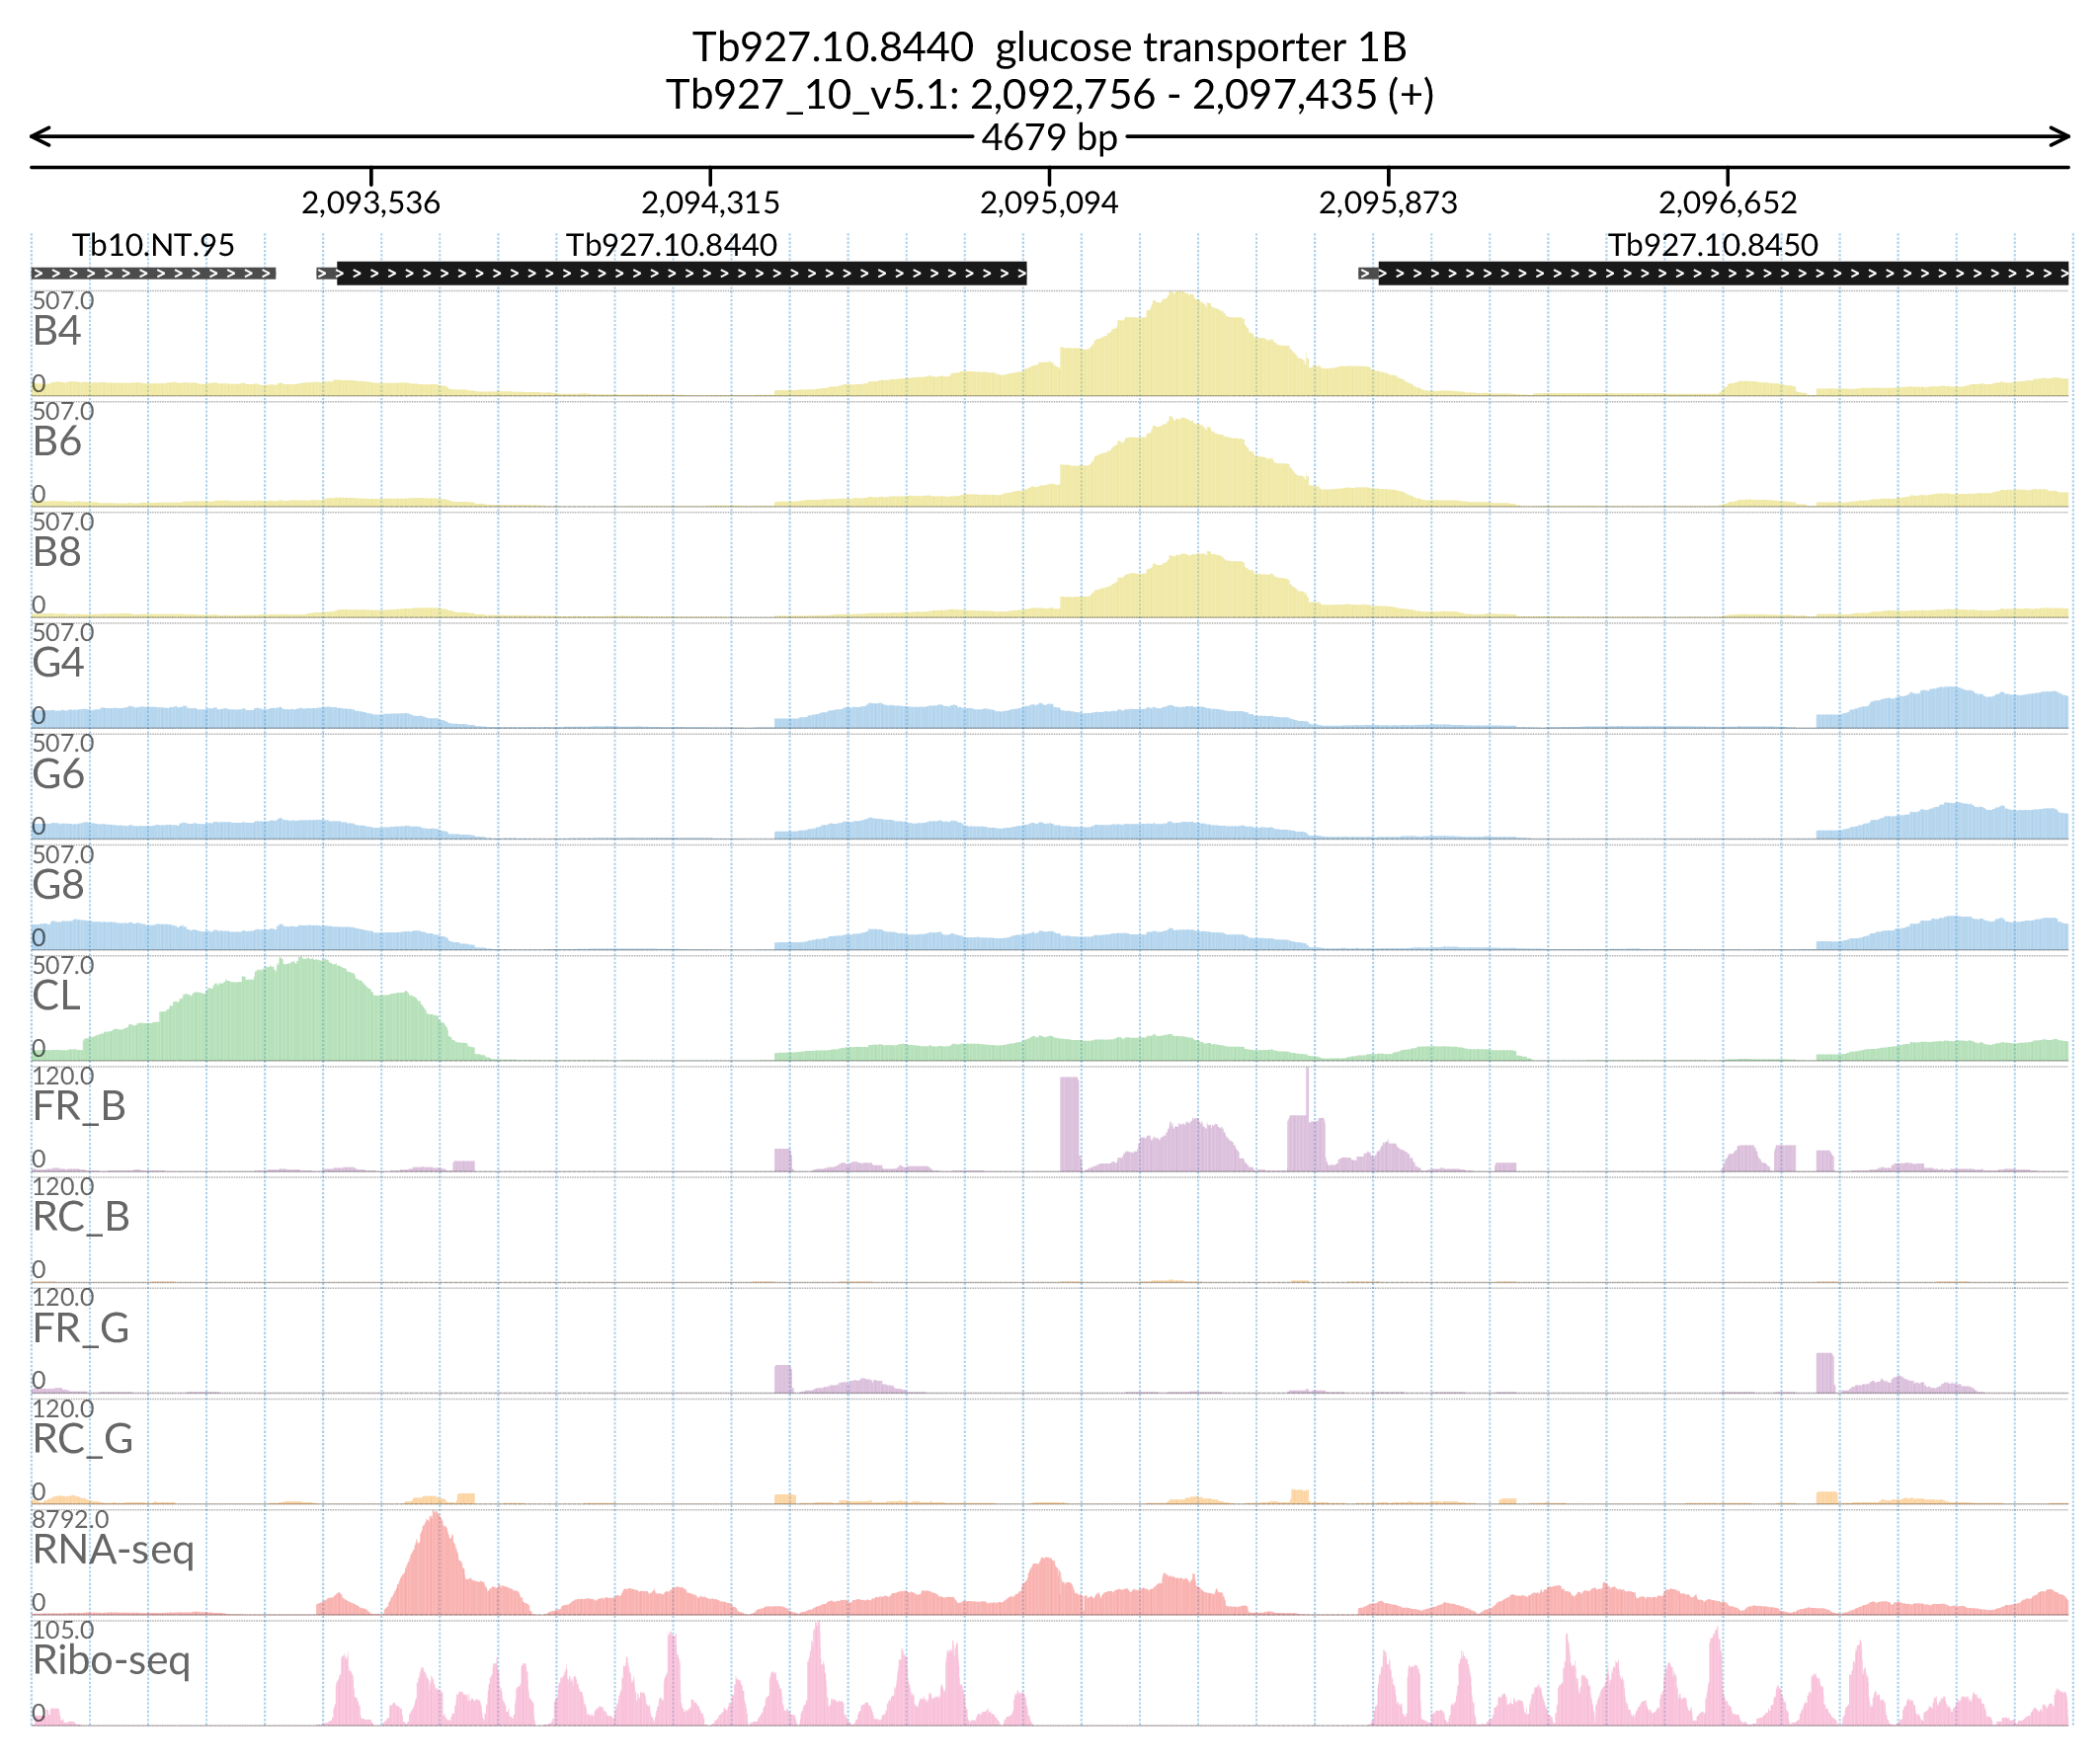 Tb927.10.8440 glucose transporter 1B
Tb927_10_v5.1: 2,092,756 - 2,097,435 (+)
4679 bp
2,093,536 2,094,315 2,095,094 2,095,873 2,096,652
Tb10.NT.95 Tb927.10.8440 Tb927.10.8450
507.0
B4
0
507.0
B6
0
507.0
B8
0
507.0
G4
0
507.0
G6
0
507.0
G8
0
507.0
CL
0
120.0
FR_B
0
120.0
RC_B
0
120.0
FR_G
0
120.0
RC_G
0
8792.0
RNA-seq
0
105.0
Ribo-seq
0